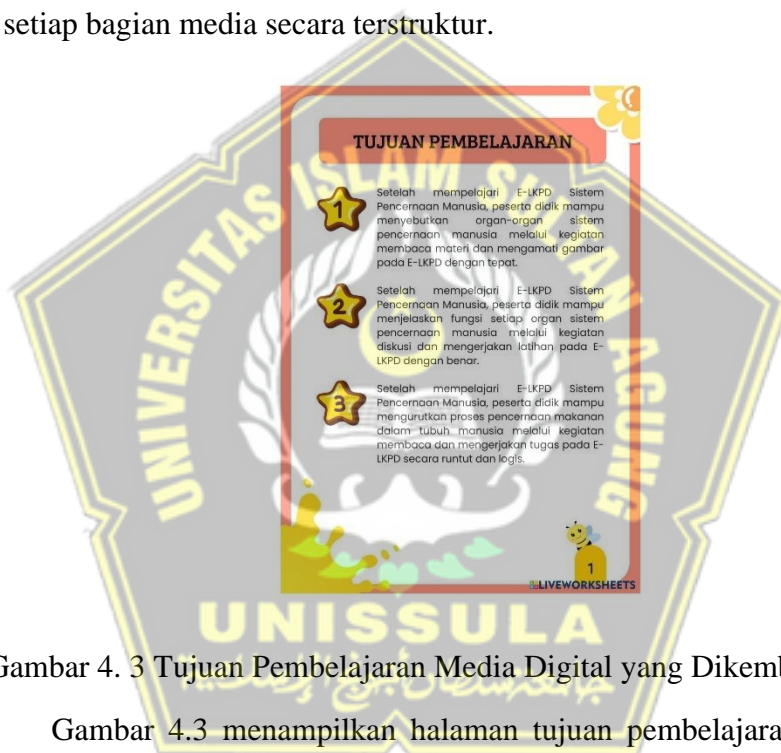 setiap bagian media secara terstruktur.
TUJUAN PEMBELAJARAN
1
Setelah mempelajari E-LKPD Sistem
Pencernaan Manusia, peserta didik mampu
menyebutkan organ-organ sistem
pencernaan manusia melalui kegiatan
membaca materi dan mengamati gambar
pada E-LKPD dengan tepat.
2
Setelah mempelajari E-LKPD Sistem
Pencernaan Manusia, peserta didik mampu
menjelaskan fungsi setiap organ sistem
pencernaan manusia melalui kegiatan
diskusi dan mengerjakan latihan pada E-
LKPD dengan benar.
3
Setelah mempelajari E-LKPD Sistem
Pencernaan Manusia, peserta didik mampu
mengurutkan proses pencernaan makanan
dalam tubuh manusia melalui kegiatan
membaca dan mengerjakan tugas pada E-
LKPD secara runtut dan logis.
1
LIVEWORKSHEETS
UNIVERSITAS ISLAM SULTAN AGUNG
UNISSULA
Gambar 4. 3 Tujuan Pembelajaran Media Digital yang Dikemb
Gambar 4.3 menampilkan halaman tujuan pembelajara